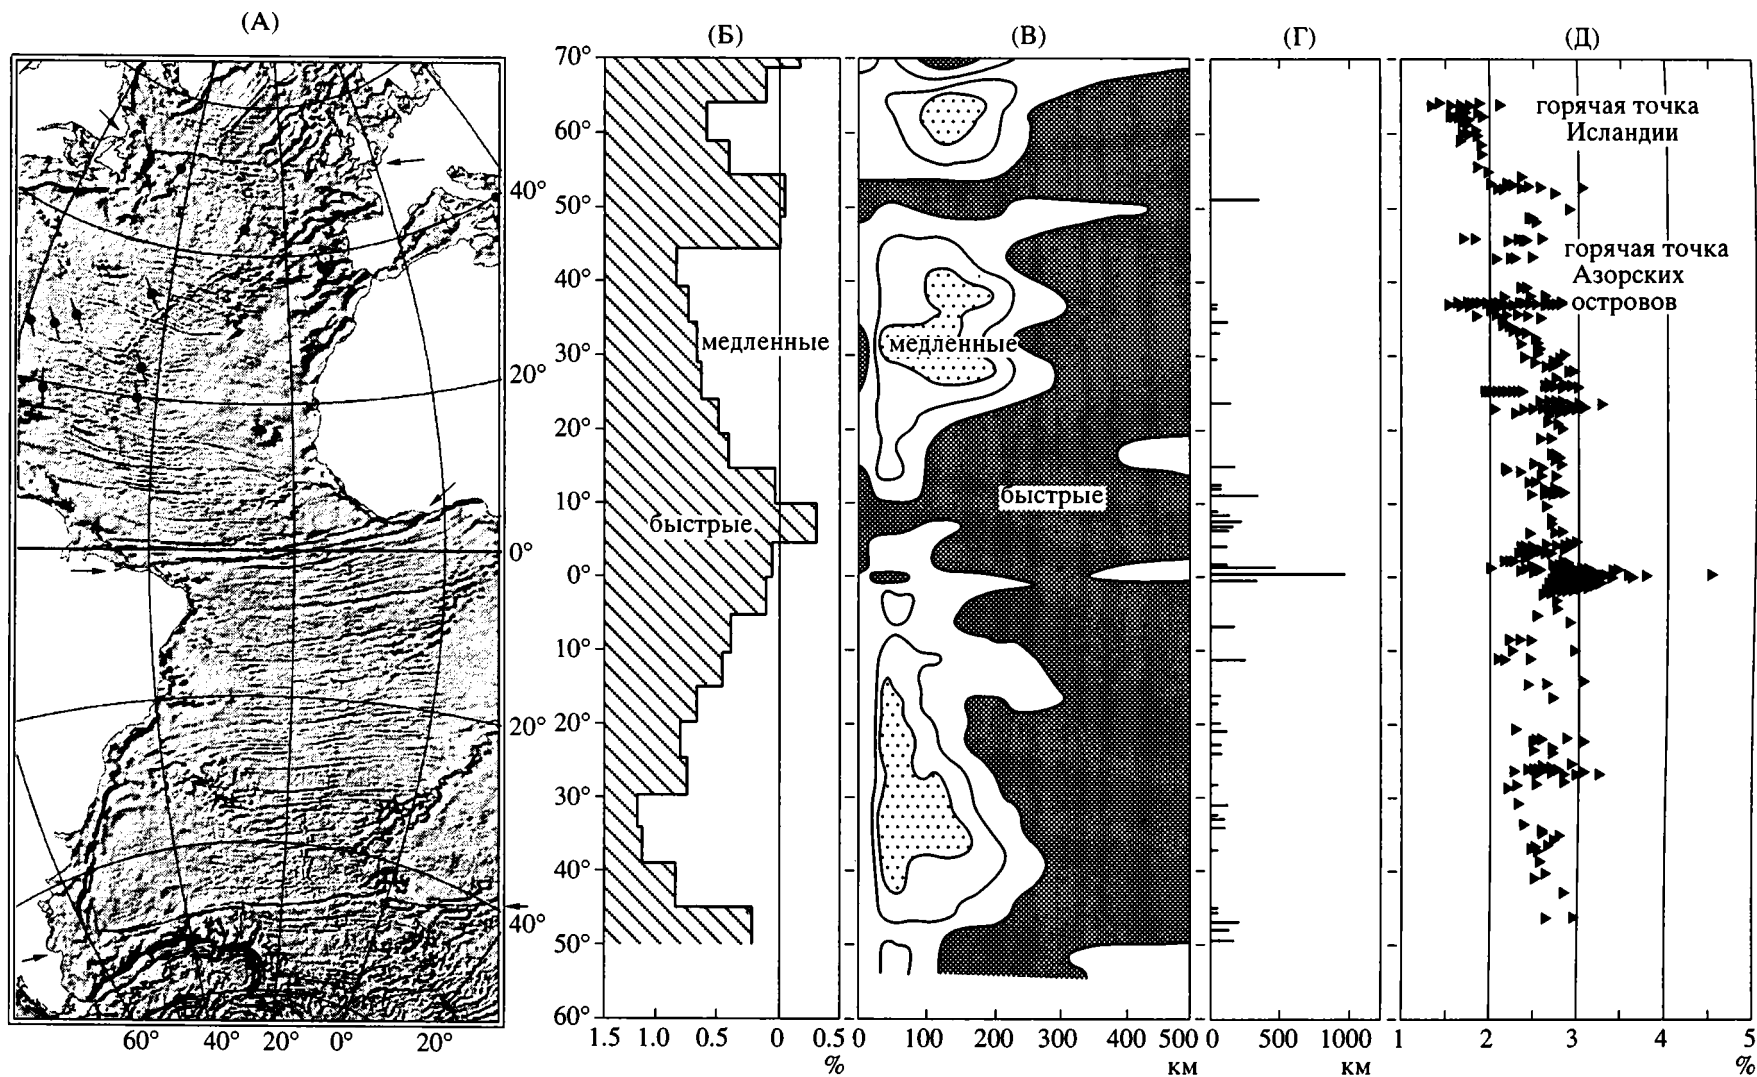 (А)
(Б)
(В)
(Г)
(Д)
40°
20°
0°
20°
40°
60°
40°
20°
0°
20°
70°
60°
50°
40°
30°
20°
10°
0°
10°
20°
30°
40°
50°
60°
медленные
быстрые
1.5
1.0
0.5
0
0.5
%
медленные
быстрые
0
100
200
300
400
500
км
0
500
1000
км
горячая точка
Исландии
горячая точка
Азорских
островов
1
2
3
4
5
%